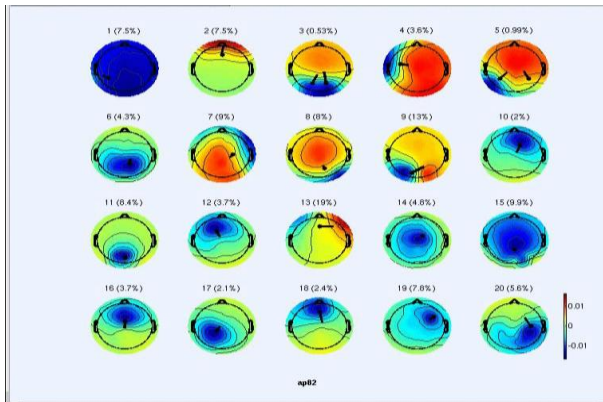 1 (7.5%) 2 (7.5%) 3 (0.53%) 4 (3.6%) 5 (0.99%)
6 (4.3%) 7 (9%) 8 (8%) 9 (13%) 10 (2%)
11 (8.4%) 12 (3.7%) 13 (19%) 14 (4.8%) 15 (9.9%)
16 (3.7%) 17 (2.1%) 18 (2.4%) 19 (7.8%) 20 (5.6%)
0.01
0
-0.01
ap82